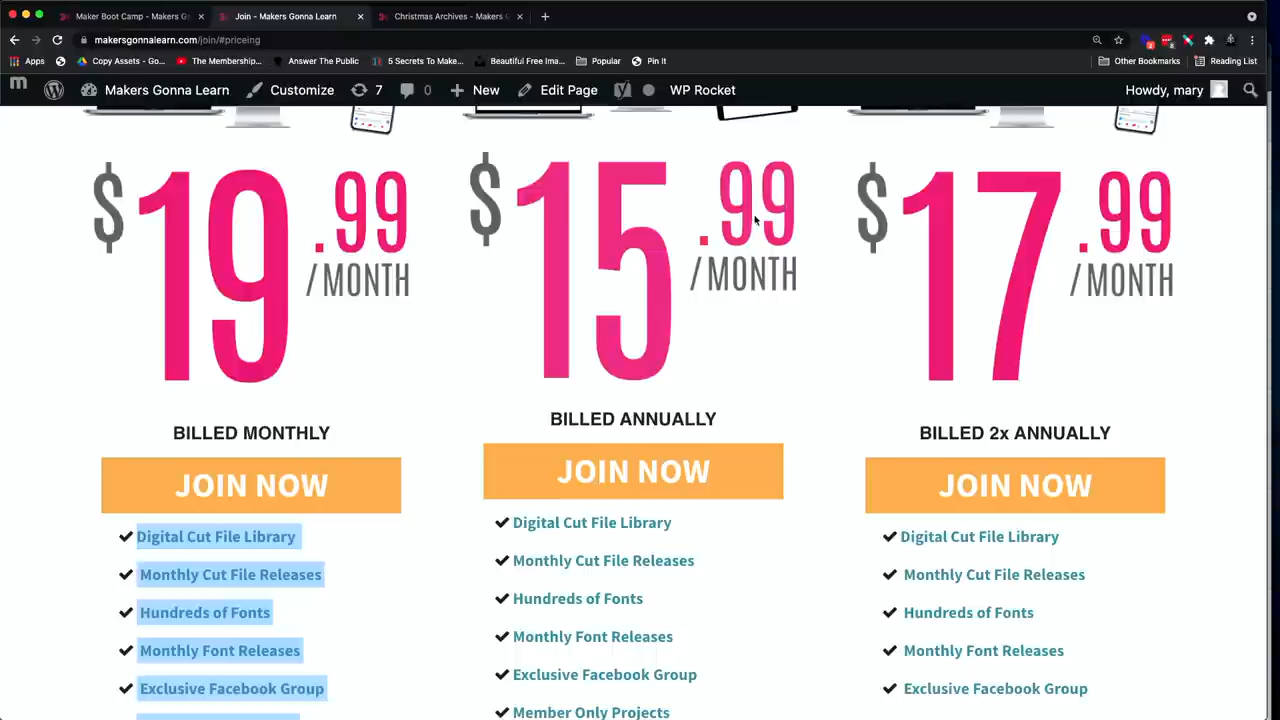 Maker Boot Camp - Makers G
Join - Makers Gonna Learn
Christmas Archives - Makers G
makersgonnalearn.com/join/#priceing
Apps
Copy Assets - Go...
The Membership...
Answer The Public
5 Secrets To Make...
Beautiful Free Ima...
Popular
Pin It
Other Bookmarks
Reading List
Makers Gonna Learn
Customize
7
0
New
Edit Page
WP Rocket
Howdy, mary
$19.99
/MONTH
BILLED MONTHLY
JOIN NOW
Digital Cut File Library
Monthly Cut File Releases
Hundreds of Fonts
Monthly Font Releases
Exclusive Facebook Group
$15.99
/MONTH
BILLED ANNUALLY
JOIN NOW
Digital Cut File Library
Monthly Cut File Releases
Hundreds of Fonts
Monthly Font Releases
Exclusive Facebook Group
Member Only Projects
$17.99
/MONTH
BILLED 2x ANNUALLY
JOIN NOW
Digital Cut File Library
Monthly Cut File Releases
Hundreds of Fonts
Monthly Font Releases
Exclusive Facebook Group